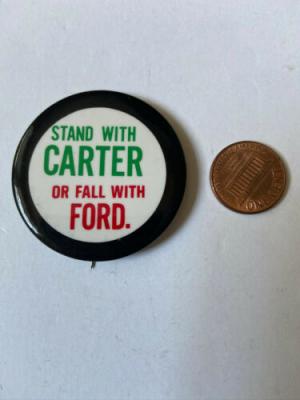 STAND WITH
CARTER
OR FALL WITH
FORD.